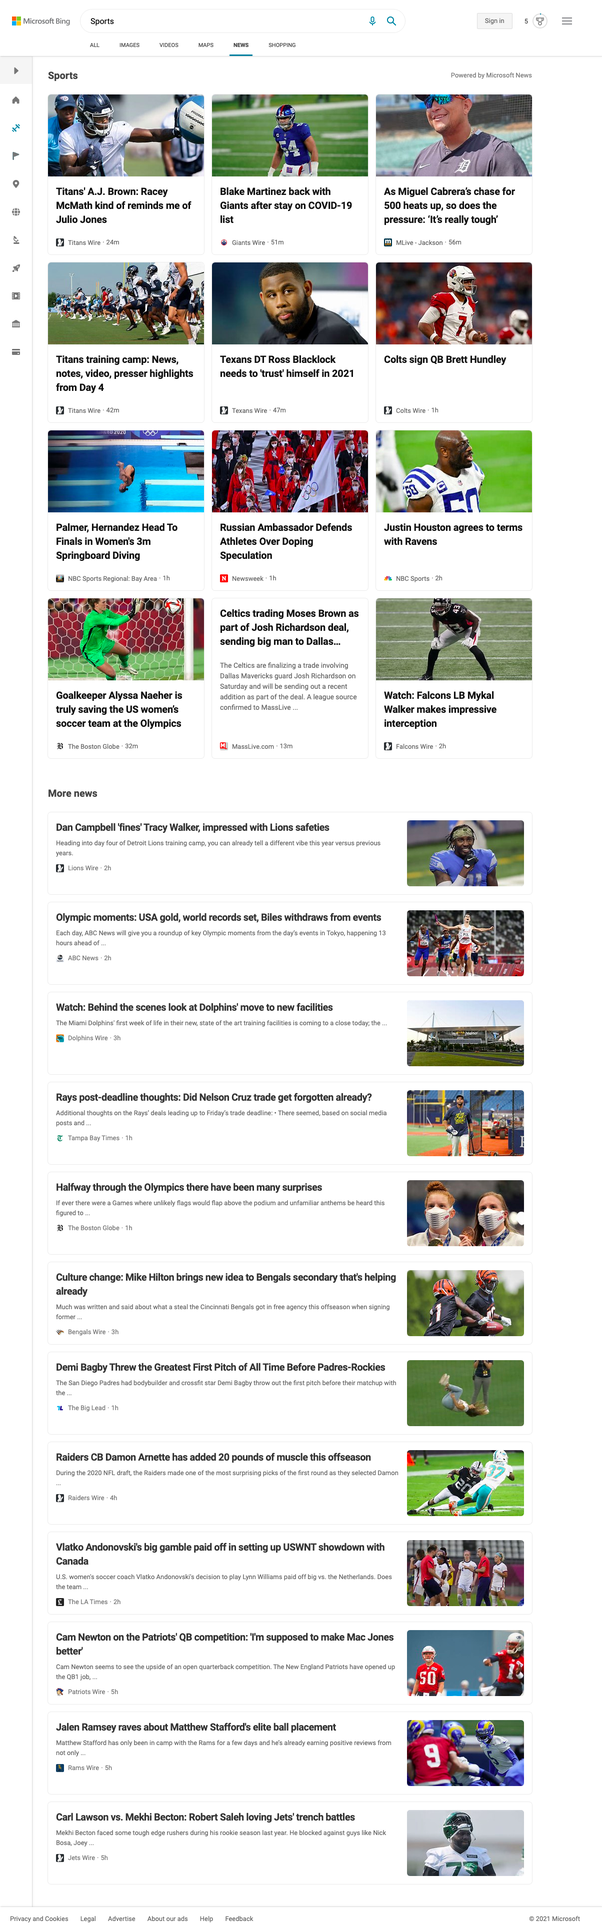 Microsoft Bing
Sports
Sign in
5
ALL
IMAGES
VIDEOS
MAPS
NEWS
SHOPPING
Sports
Powered by Microsoft News
Titans' A.J. Brown: Racey
McMath kind of reminds me of
Julio Jones
Titans Wire · 24m
Blake Martinez back with
Giants after stay on COVID-19
list
Giants Wire · 51m
As Miguel Cabrera's chase for
500 heats up, so does the
pressure: 'It's really tough'
MLive - Jackson · 56m
Titans training camp: News,
notes, video, presser highlights
from Day 4
Titans Wire · 42m
Texans DT Ross Blacklock
needs to 'trust' himself in 2021
Texans Wire · 47m
Colts sign QB Brett Hundley
Colts Wire · 1h
Palmer, Hernandez Head To
Finals in Women's 3m
Springboard Diving
NBC Sports Regional: Bay Area · 1h
Russian Ambassador Defends
Athletes Over Doping
Speculation
Newsweek · 1h
Justin Houston agrees to terms
with Ravens
NBC Sports · 2h
Goalkeeper Alyssa Naeher is
truly saving the US women's
soccer team at the Olympics
The Boston Globe · 32m
Celtics trading Moses Brown as
part of Josh Richardson deal,
sending big man to Dallas...
The Celtics are finalizing a trade involving
Dallas Mavericks guard Josh Richardson on
Saturday and will be sending out a recent
addition as part of the deal. A league source
confirmed to MassLive ...
MassLive.com · 13m
Watch: Falcons LB Mykal
Walker makes impressive
interception
Falcons Wire · 2h
More news
Dan Campbell 'fines' Tracy Walker, impressed with Lions safeties
Heading into day four of Detroit Lions training camp, you can already tell a different vibe this year versus previous
years.
Lions Wire · 2h
Olympic moments: USA gold, world records set, Biles withdraws from events
Each day, ABC News will give you a roundup of key Olympic moments from the day's events in Tokyo, happening 13
hours ahead of ...
ABC News · 2h
Watch: Behind the scenes look at Dolphins' move to new facilities
The Miami Dolphins' first week of life in their new, state of the art training facilities is coming to a close today; the ...
Dolphins Wire · 3h
Rays post-deadline thoughts: Did Nelson Cruz trade get forgotten already?
Additional thoughts on the Rays' deals leading up to Friday's trade deadline: • There seemed, based on social media
posts and ...
Tampa Bay Times · 1h
Halfway through the Olympics there have been many surprises
If ever there were a Games where unlikely flags would flap above the podium and unfamiliar anthems be heard this
figured to ...
The Boston Globe · 1h
Culture change: Mike Hilton brings new idea to Bengals secondary that's helping
already
Much was written and said about what a steal the Cincinnati Bengals got in free agency this offseason when signing
former ...
Bengals Wire · 3h
Demi Bagby Threw the Greatest First Pitch of All Time Before Padres-Rockies
The San Diego Padres had bodybuilder and crossfit star Demi Bagby throw out the first pitch before their matchup with
the ...
The Big Lead · 1h
Raiders CB Damon Arnette has added 20 pounds of muscle this offseason
During the 2020 NFL draft, the Raiders made one of the most surprising picks of the first round as they selected Damon
...
Raiders Wire · 4h
Vlatko Andonovski's big gamble paid off in setting up USWNT showdown with
Canada
U.S. women's soccer coach Vlatko Andonovski's decision to play Lynn Williams paid off big vs. the Netherlands. Does
the team ...
The LA Times · 2h
Cam Newton on the Patriots' QB competition: 'I'm supposed to make Mac Jones
better'
Cam Newton seems to see the upside of an open quarterback competition. The New England Patriots have opened up
the QB1 job, ...
Patriots Wire · 5h
Jalen Ramsey raves about Matthew Stafford's elite ball placement
Matthew Stafford has only been in camp with the Rams for a few days and he's already earning positive reviews from
not only ...
Rams Wire · 5h
Carl Lawson vs. Mekhi Becton: Robert Saleh loving Jets' trench battles
Mekhi Becton faced some tough edge rushers during his rookie season last year. He blocked against guys like Nick
Bosa, Joey ...
Jets Wire · 5h
Privacy and Cookies
Legal
Advertise
About our ads
Help
Feedback
© 2021 Microsoft